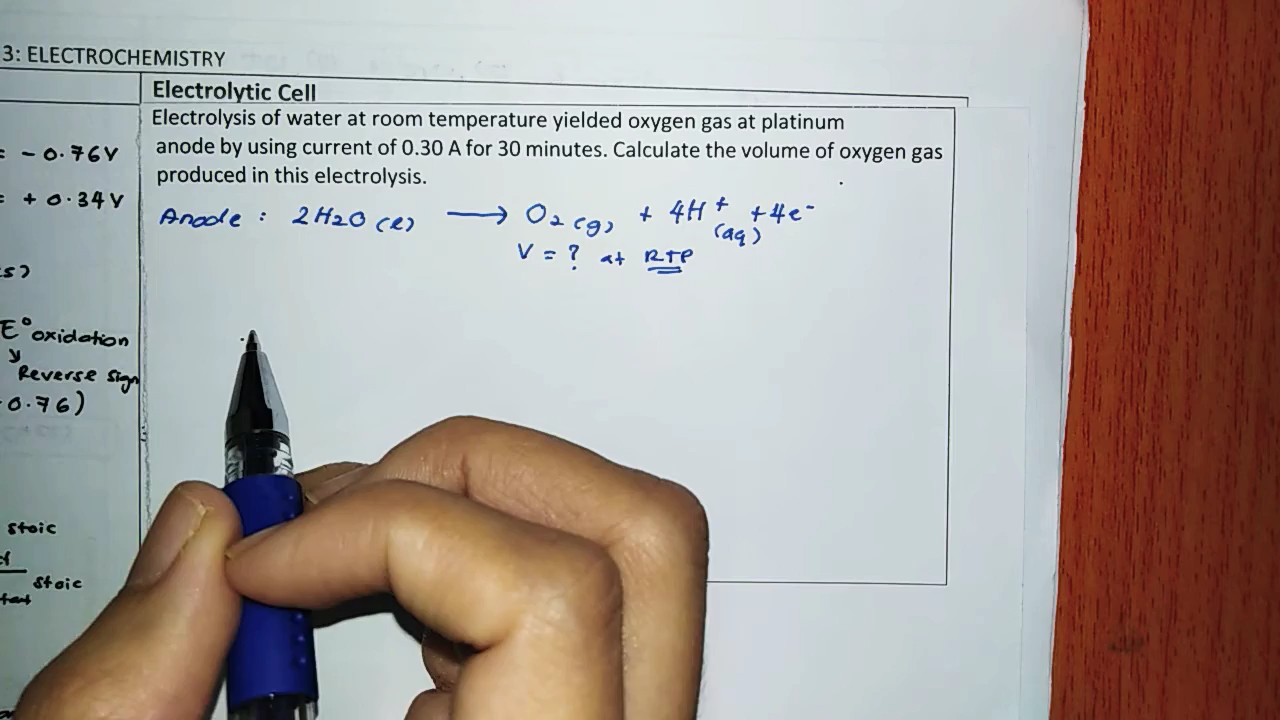 3: ELECTROCHEMISTRY
Electrolytic Cell
Electrolysis of water at room temperature yielded oxygen gas at platinum
anode by using current of 0.30 A for 30 minutes. Calculate the volume of oxygen gas
produced in this electrolysis.
Anode : 2H₂O (l) ⟶ O₂ (g) + 4H⁺ (aq) + 4e⁻
V = ? at RTP
= - 0.76V
= + 0.34V
s)
E° oxidation
↘
Reverse sign
0.76)
stoic
stoic